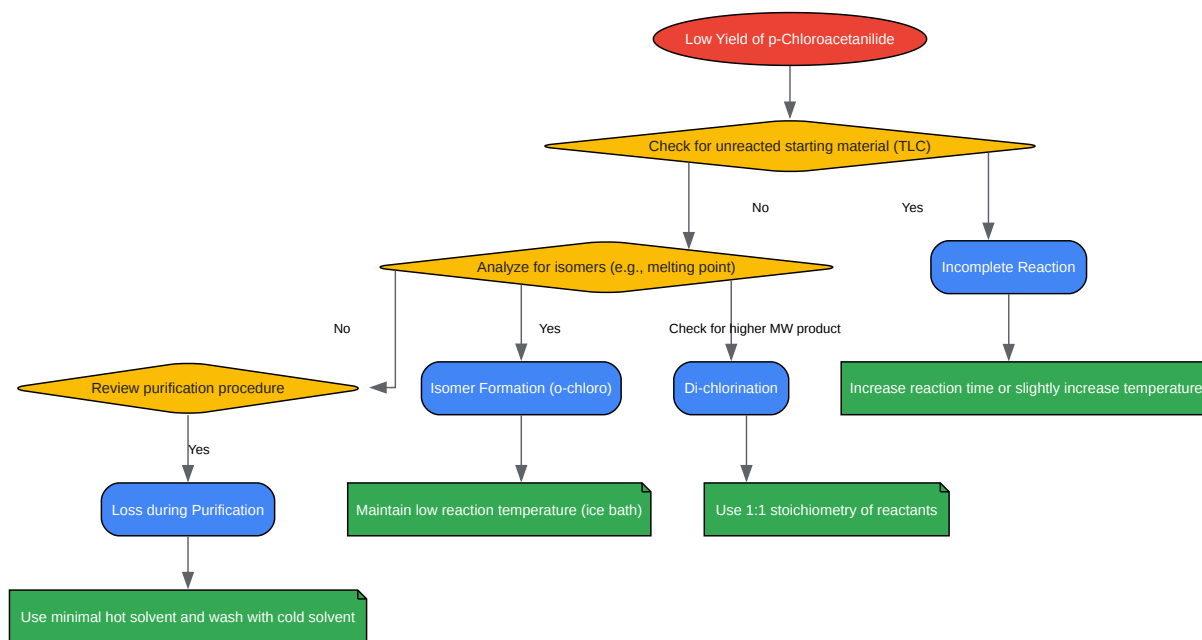 Low Yield of p-Chloroacetanilide
Check for unreacted starting material (TLC)
No
Yes
Analyze for isomers (e.g., melting point)
Incomplete Reaction
No
Yes
Check for higher MW product
Review purification procedure
Isomer Formation (o-chloro)
Di-chlorination
Increase reaction time or slightly increase temperature
Yes
Loss during Purification
Maintain low reaction temperature (ice bath)
Use 1:1 stoichiometry of reactants
Use minimal hot solvent and wash with cold solvent